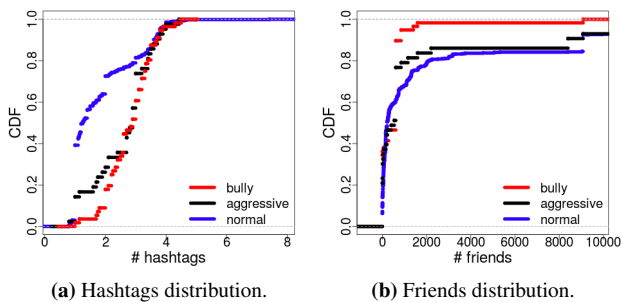 CDF
0.0 0.2 0.4 0.6 0.8 1.0
bully
aggressive
normal
0 2 4 6 8
# hashtags
(a) Hashtags distribution.
CDF
0.0 0.2 0.4 0.6 0.8 1.0
bully
aggressive
normal
0 2000 4000 6000 8000 10000
# friends
(b) Friends distribution.